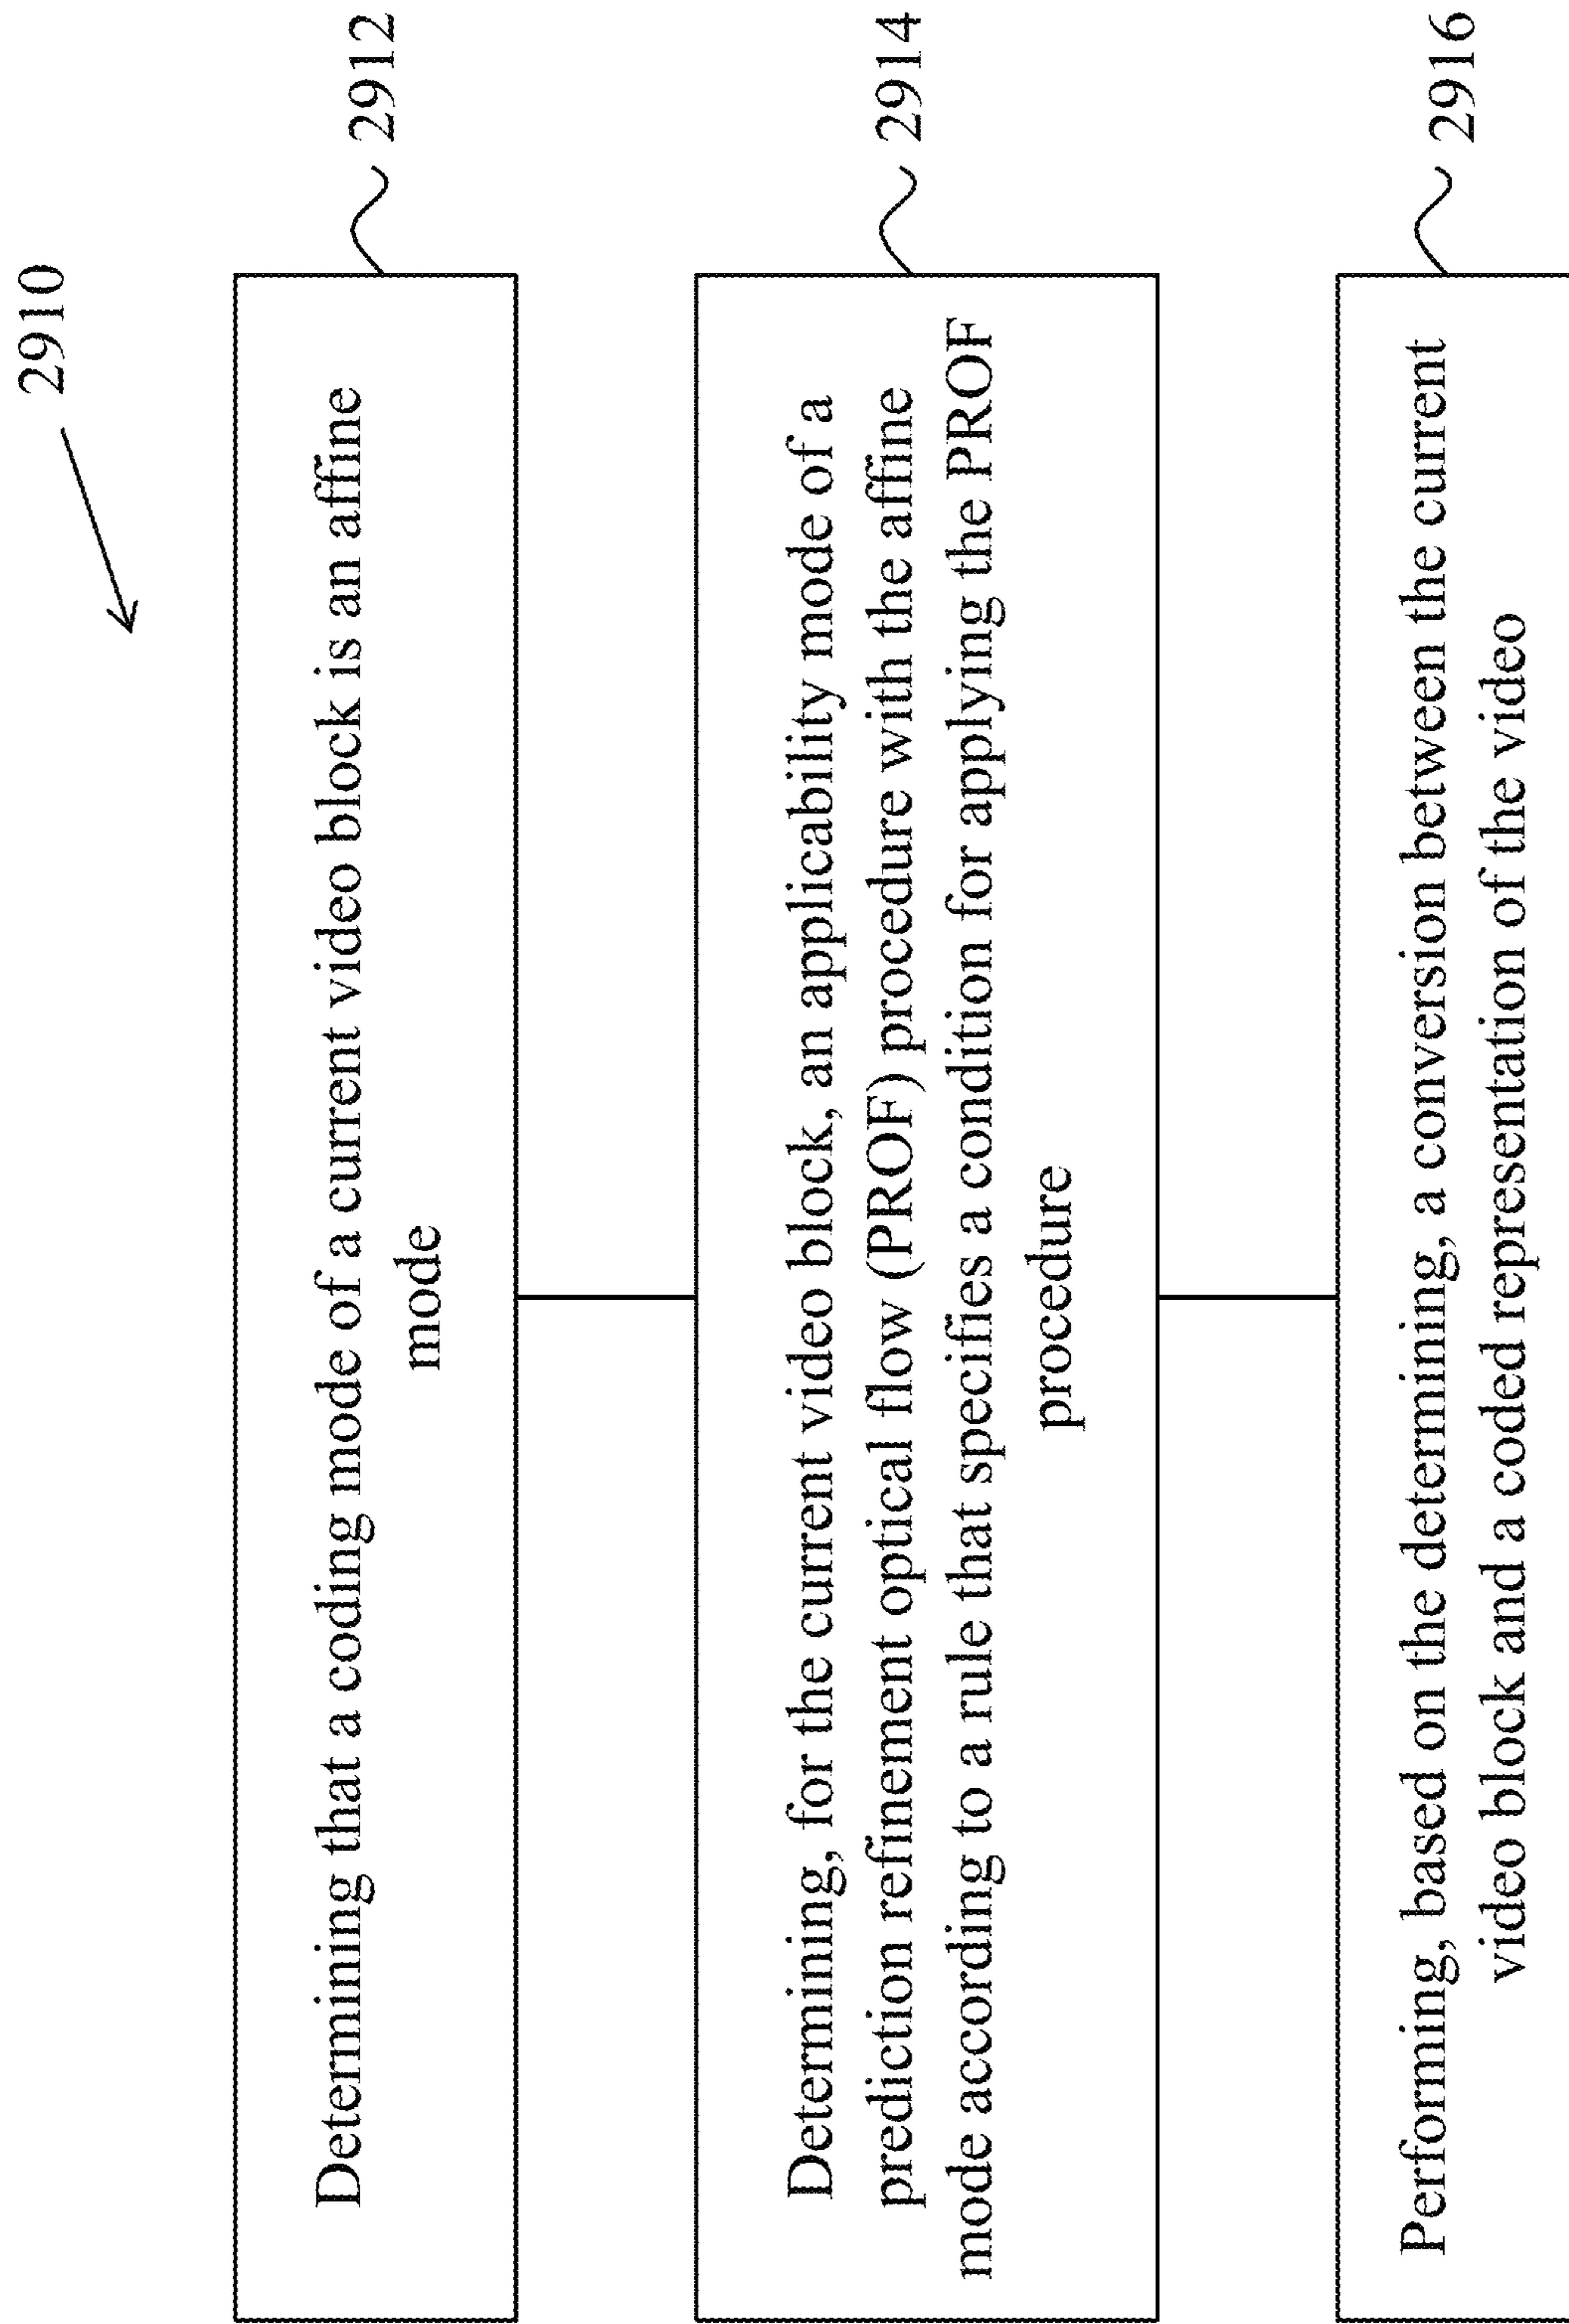 2910
Determining that a coding mode of a current video block is an affine
mode
2912
Determining, for the current video block, an applicability mode of a
prediction refinement optical flow (PROF) procedure with the affine
mode according to a rule that specifies a condition for applying the PROF
procedure
2914
Performing, based on the determining, a conversion between the current
video block and a coded representation of the video
2916